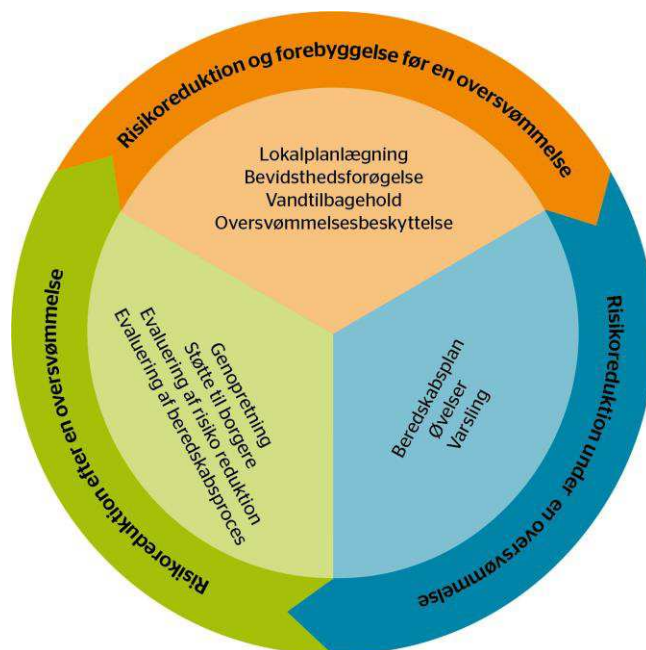 Risikoreduktion og forebyggelse før en oversvømmelse
Lokalplanlægning
Bevidsthedsforøgelse
Vandtilbagehold
Oversvømmelsesbeskyttelse
Risikoreduktion under en oversvømmelse
Beredskabsplan
Øvelser
Varsling
Risikoreduktion efter en oversvømmelse
Genopretning
Støtte til borgere
Evaluering af risiko reduktion
Evaluering af beredskabsproces